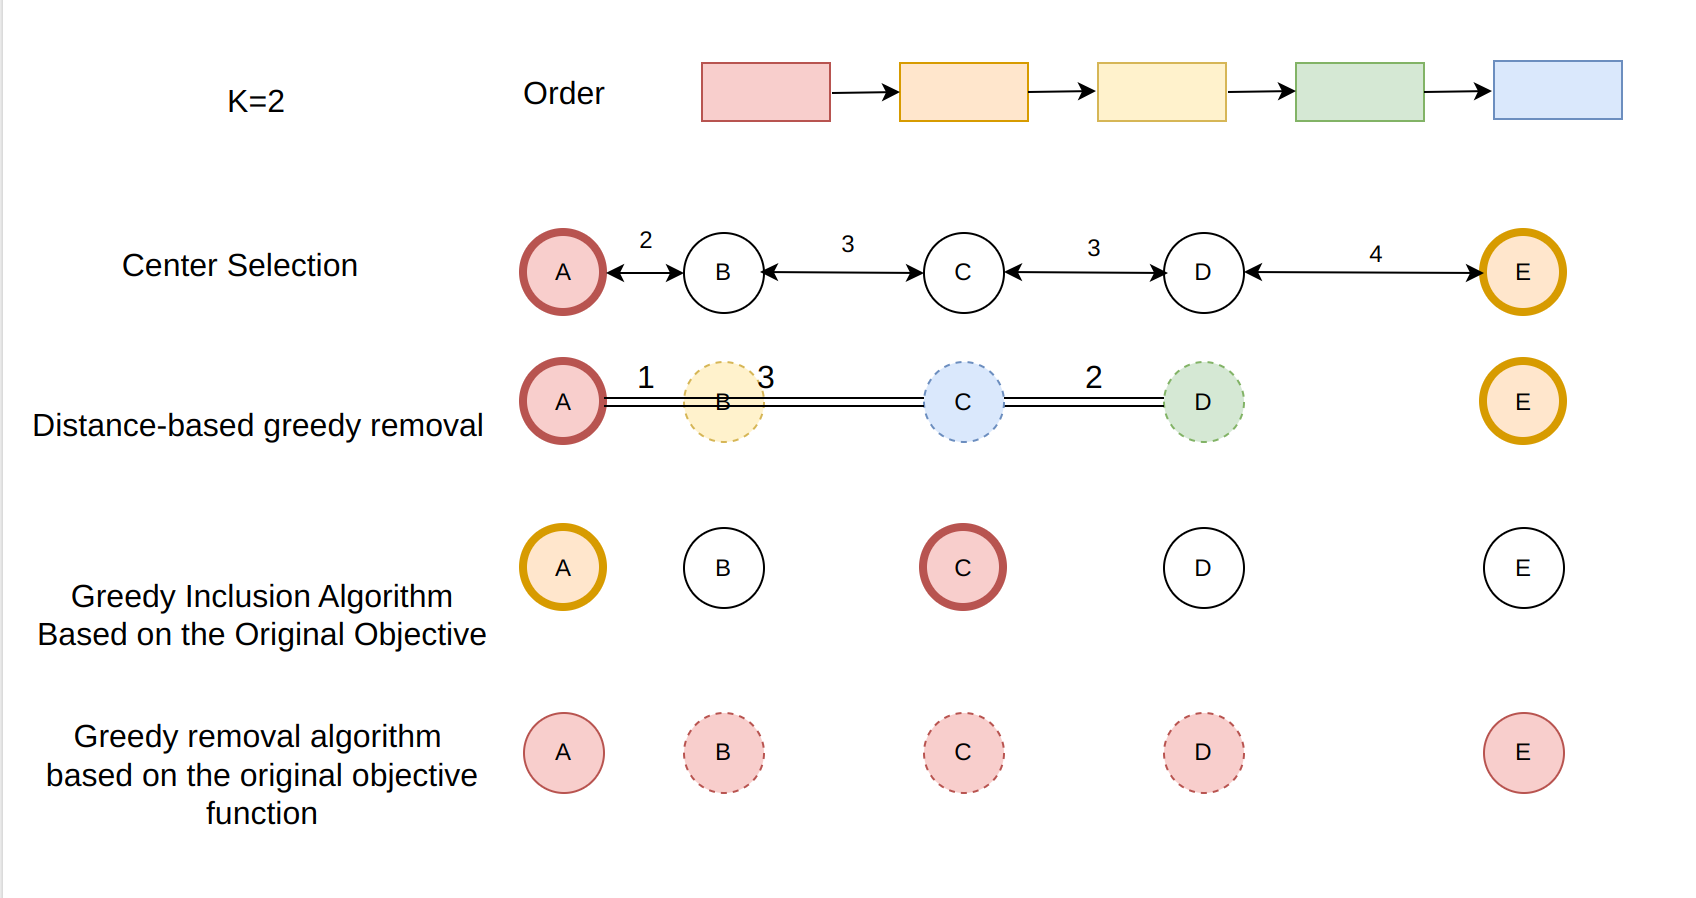 K=2
Order
Center Selection
A 2 B 3 C 3 D 4 E
Distance-based greedy removal
A 1 B 3 C 2 D E
Greedy Inclusion Algorithm
Based on the Original Objective
A B C D E
Greedy removal algorithm
based on the original objective
function
A B C D E